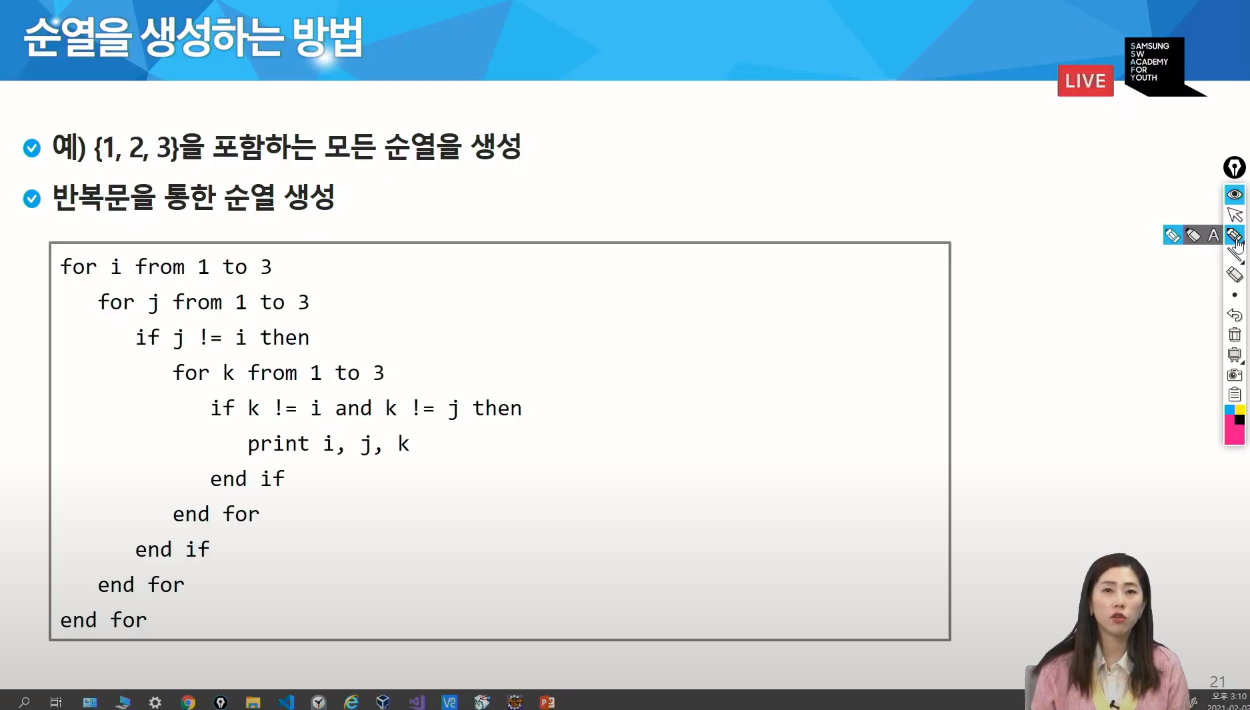 순열을 생성하는 방법
LIVE
SAMSUNG
SW
ACADEMY
FOR
YOUTH
예) {1, 2, 3}을 포함하는 모든 순열을 생성
반복문을 통한 순열 생성
A
for i from 1 to 3
for j from 1 to 3
if j != i then
for k from 1 to 3
if k != i and k != j then
print i, j, k
end if
end for
end if
end for
end for
21
오후 3:10